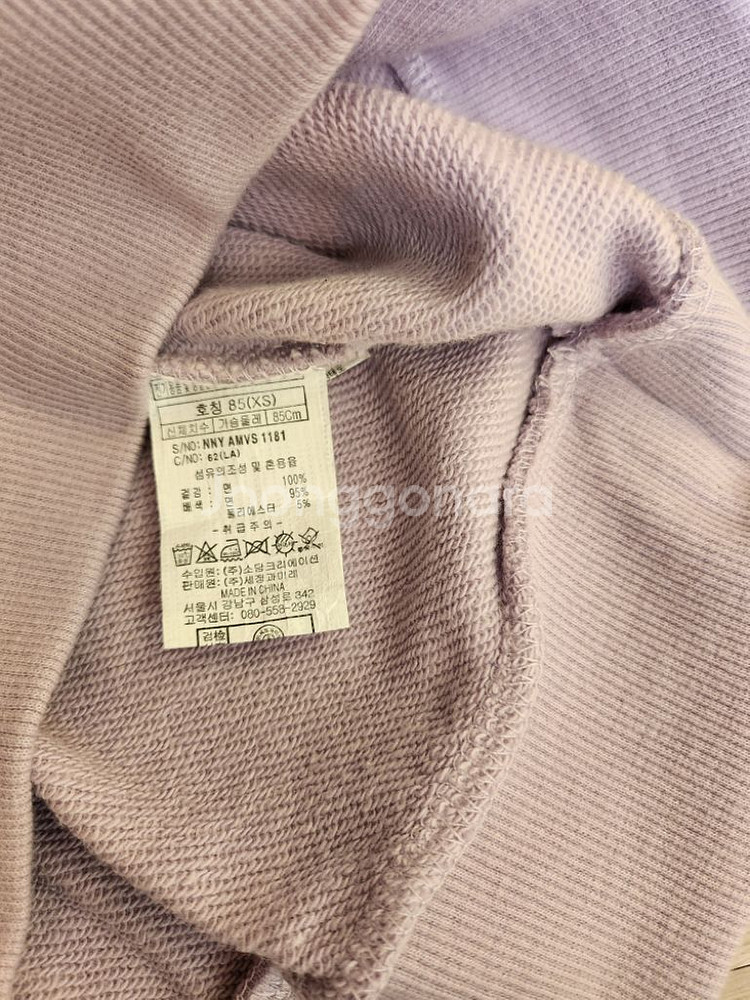 호칭 85(XS)
신체치수 가슴둘레 85Cm
S/NO: NNY AMVS 1181
C/NO: 62(LA)
섬유의조성 및 혼용율
겉감 : 면 100%
배색 : 면 95%
폴리에스터 5%
- 취급주의 -
수입원: (주)소담크리에이션
판매원: (주)세정과미래
MADE IN CHINA
서울시 강남구 삼성로 342
고객센터: 080-558-2929
검檢
joonggonara